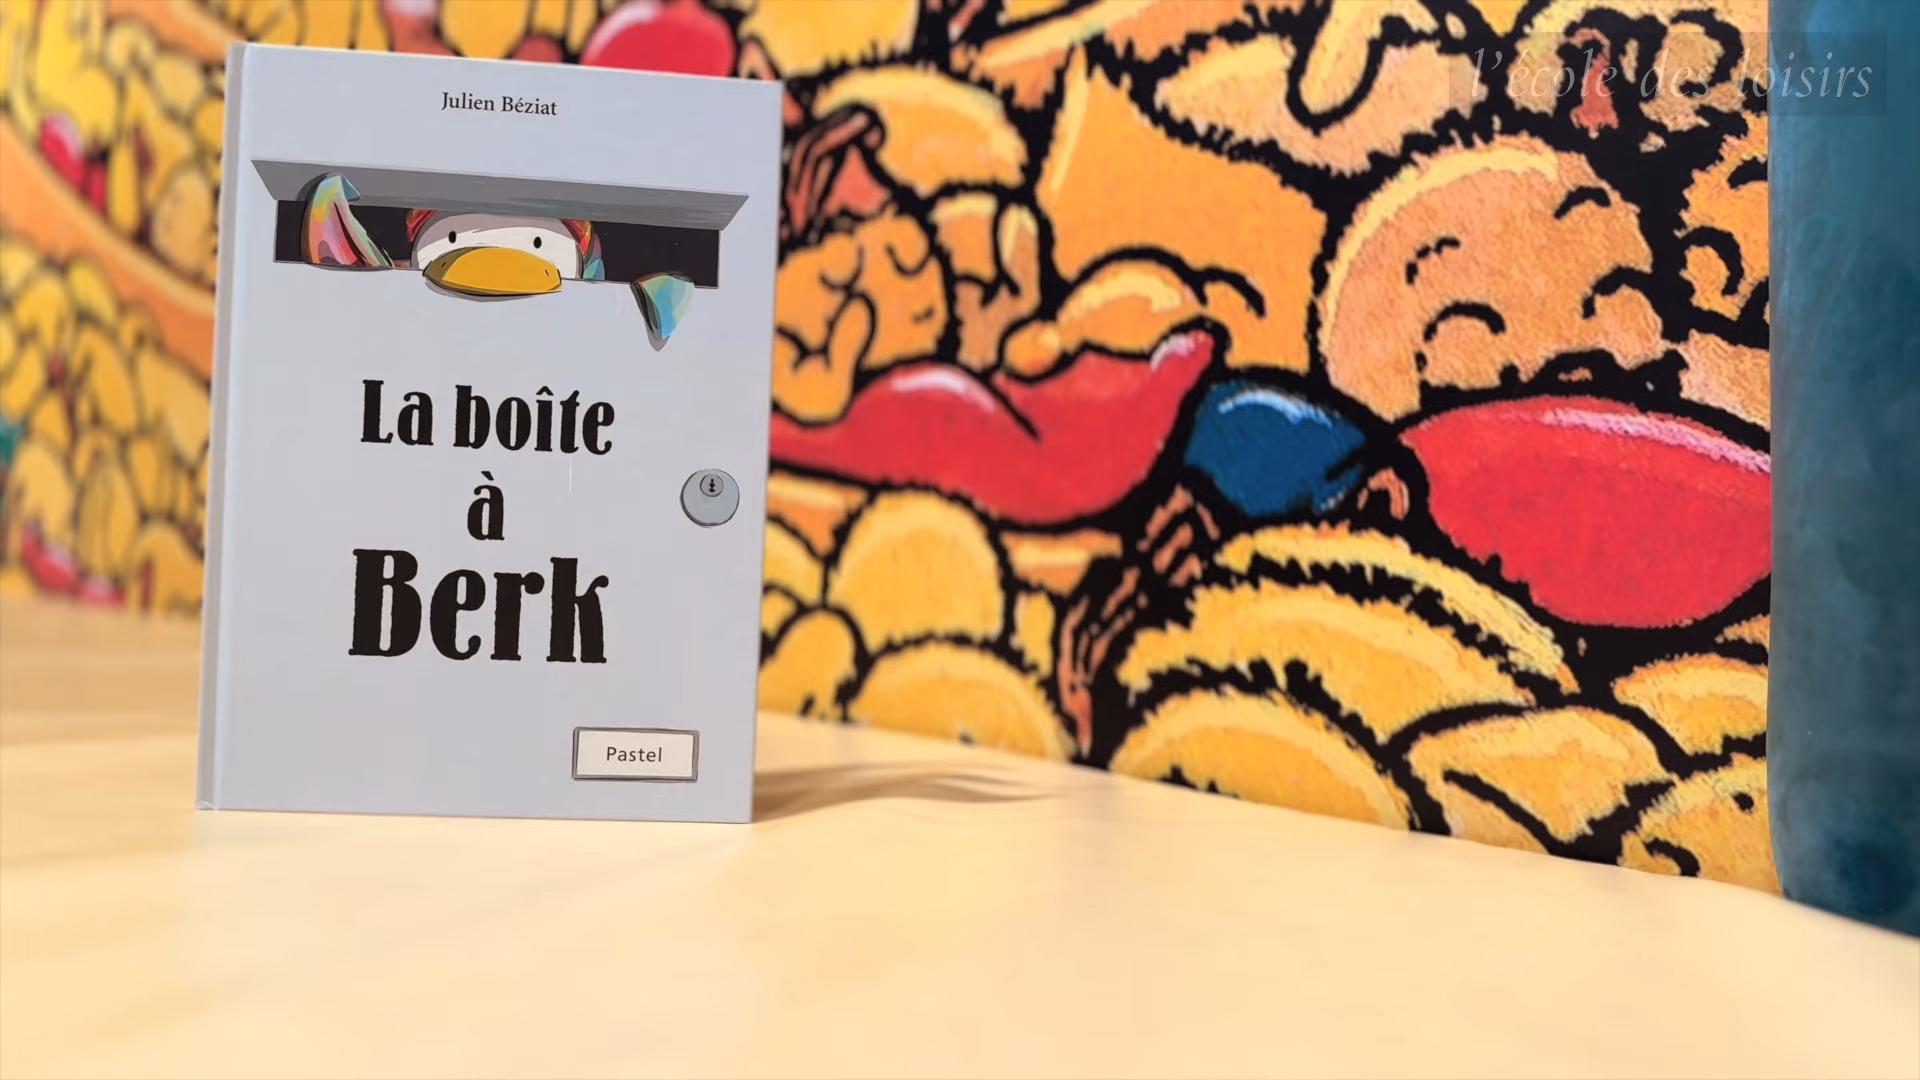 l'école des loisirs
Julien Béziat
La boîte
à
Berk
Pastel